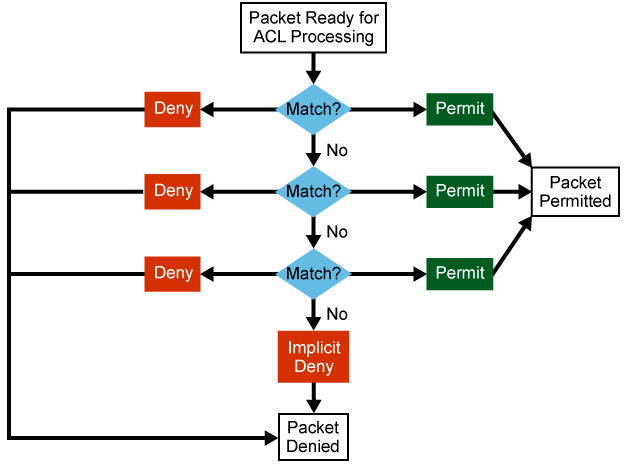 Packet Ready for
ACL Processing
Deny
Match?
Permit
No
Deny
Match?
Permit
Packet
Permitted
No
Deny
Match?
Permit
No
Implicit
Deny
Packet
Denied